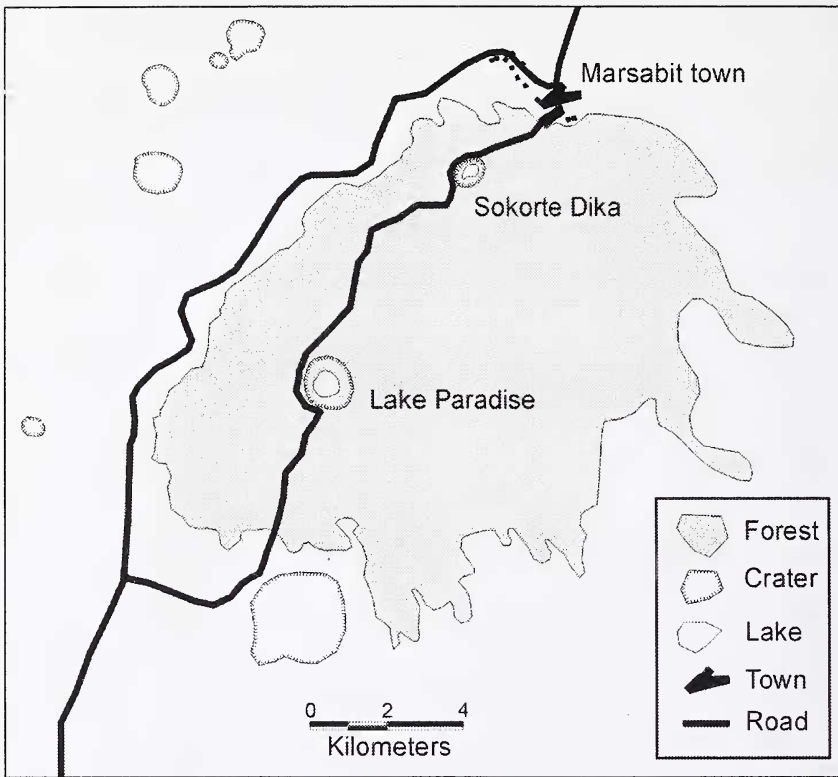 Marsabit town
Sokorte Dika
Lake Paradise
Forest
Crater
Lake
Town
Road
0 2 4
Kilometers